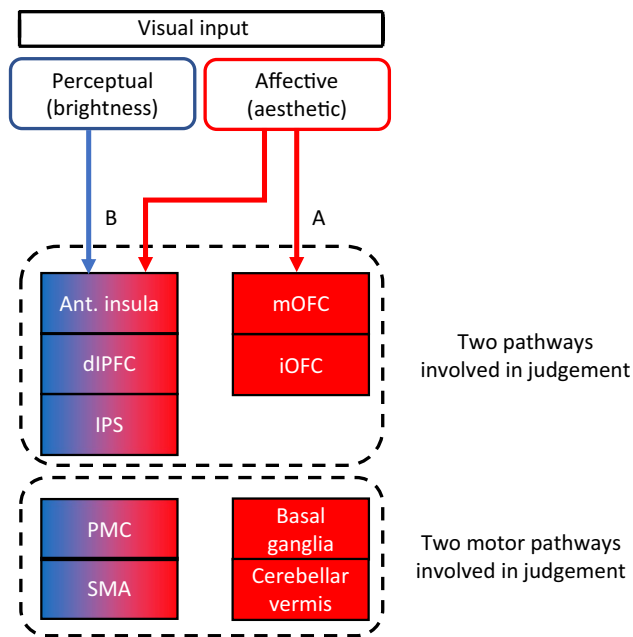 Visual input
Perceptual
(brightness)
Affective
(aesthetic)
B
A
Ant. insula
dlPFC
IPS
mOFC
iOFC
Two pathways
involved in judgement
PMC
SMA
Basal
ganglia
Cerebellar
vermis
Two motor pathways
involved in judgement